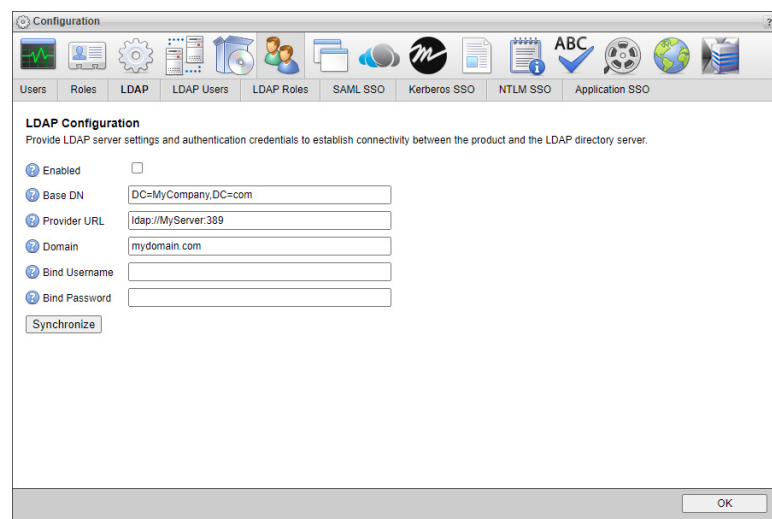 Configuration
?
ABC
Users Roles LDAP LDAP Users LDAP Roles SAML SSO Kerberos SSO NTLM SSO Application SSO
LDAP Configuration
Provide LDAP server settings and authentication credentials to establish connectivity between the product and the LDAP directory server.
? Enabled
? Base DN DC=MyCompany,DC=com
? Provider URL ldap://MyServer:389
? Domain mydomain.com
? Bind Username
? Bind Password
Synchronize
OK